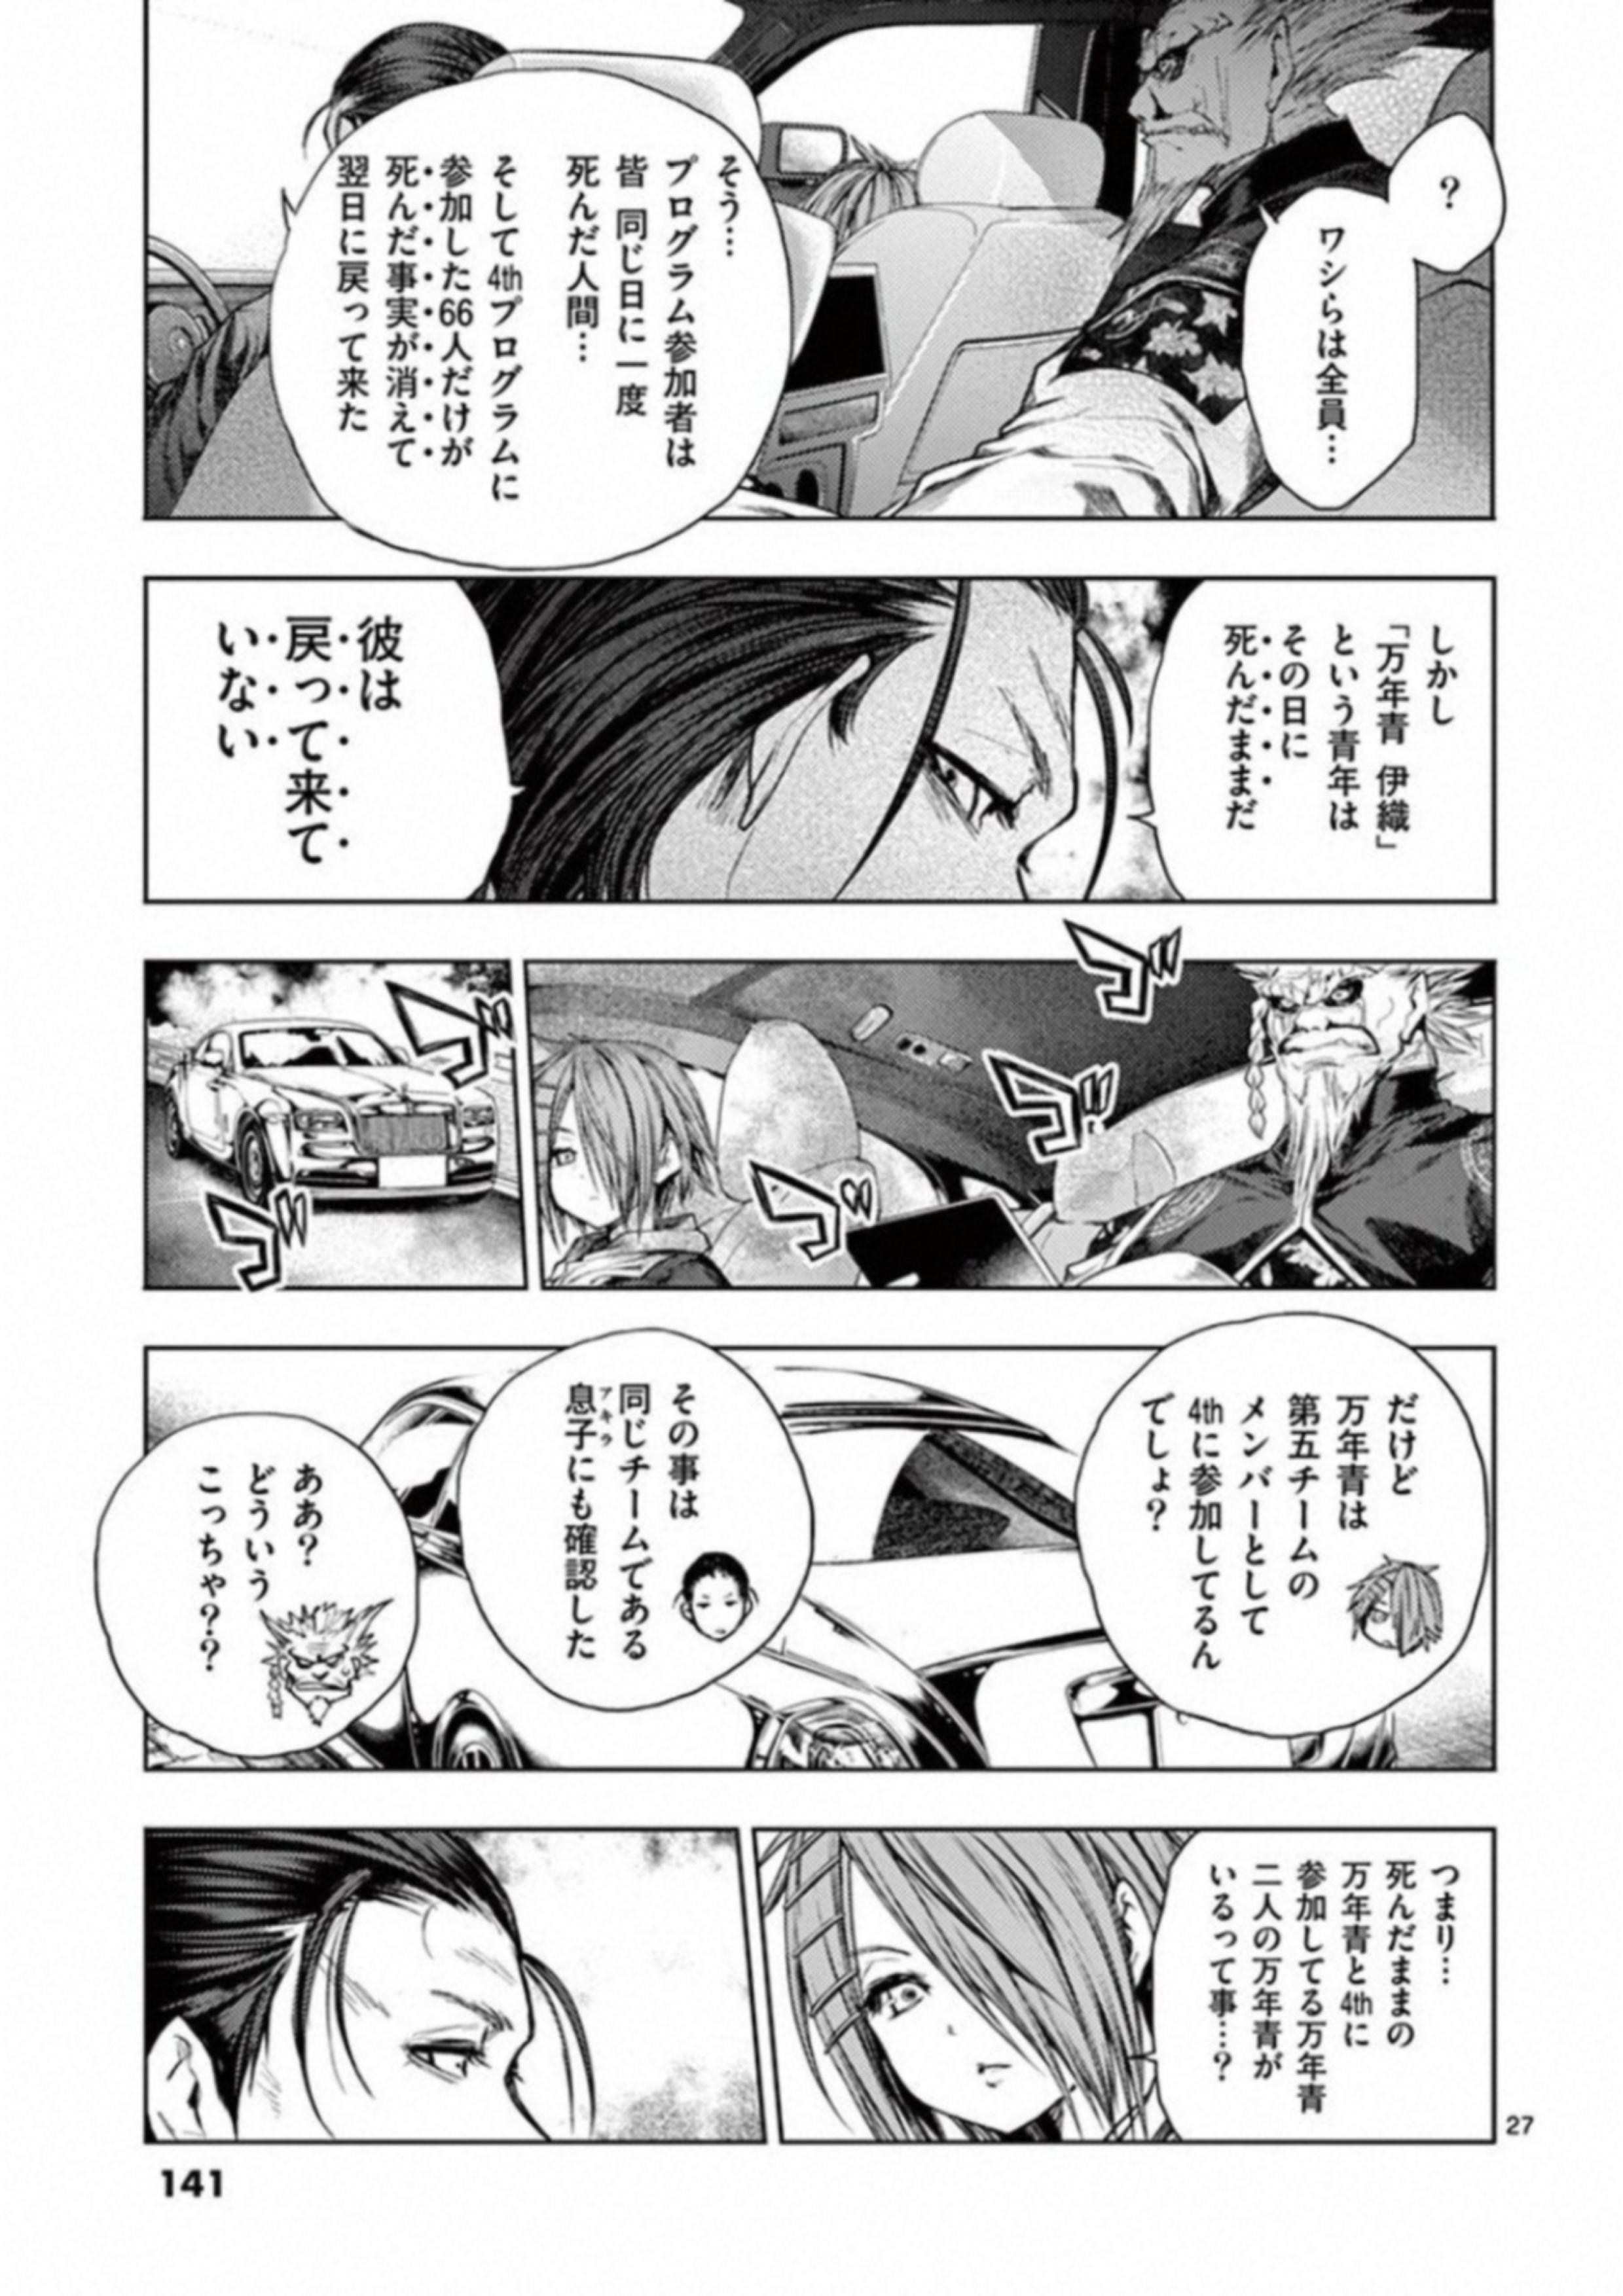 ？
ワシらは全員…
そう…
プログラム参加者は
皆 同じ日に一度
死んだ人間…
そして4thプログラムに
参加した66人だけが
死んだ事実が消えて
翌日に戻って来た
しかし
「万年青 伊織」
という青年は
その日に
死んだままだ
彼は
戻って来て
いない
ゴ
ゴ
ゴ
ゴ
ゴ
だけど
万年青は
第五チームの
メンバーとして
4thに参加してるん
でしょ？
その事は
同じチームである
息子にも確認した
アキラ
ああ？
どういう
こっちゃ？？
つまり…
死んだままの
万年青と4thに
参加してる万年青
二人の万年青が
いるって事…？
27
141